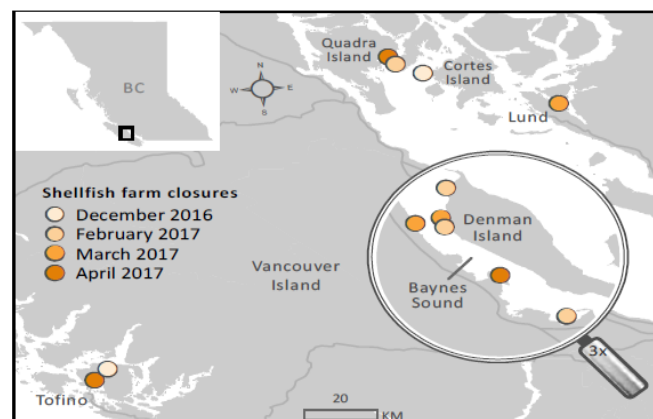 BC
N
W E
S
Quadra
Island
Cortes
Island
Lund
Shellfish farm closures
December 2016
February 2017
March 2017
April 2017
Denman
Island
Vancouver
Island
Baynes
Sound
3x
Tofino
20
KM